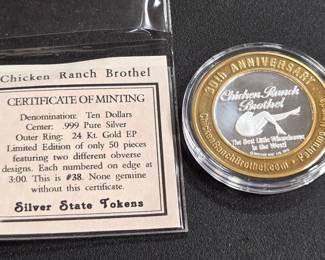 Chicken Ranch Brothel
CERTIFICATE OF MINTING
Denomination: Ten Dollars
Center: .999 Pure Silver
Outer Ring: 24 Kt. Gold EP
Limited Edition of only 50 pieces
featuring two different obverse
designs. Each numbered on edge at
3:00. This is #38. None genuine
without this certificate.
Silver State Tokens
30th ANNIVERSARY
Chicken Ranch
Brothel
The Best Little Whorehouse
in the West!
ChickenRanchBrothel.com • Pahrump